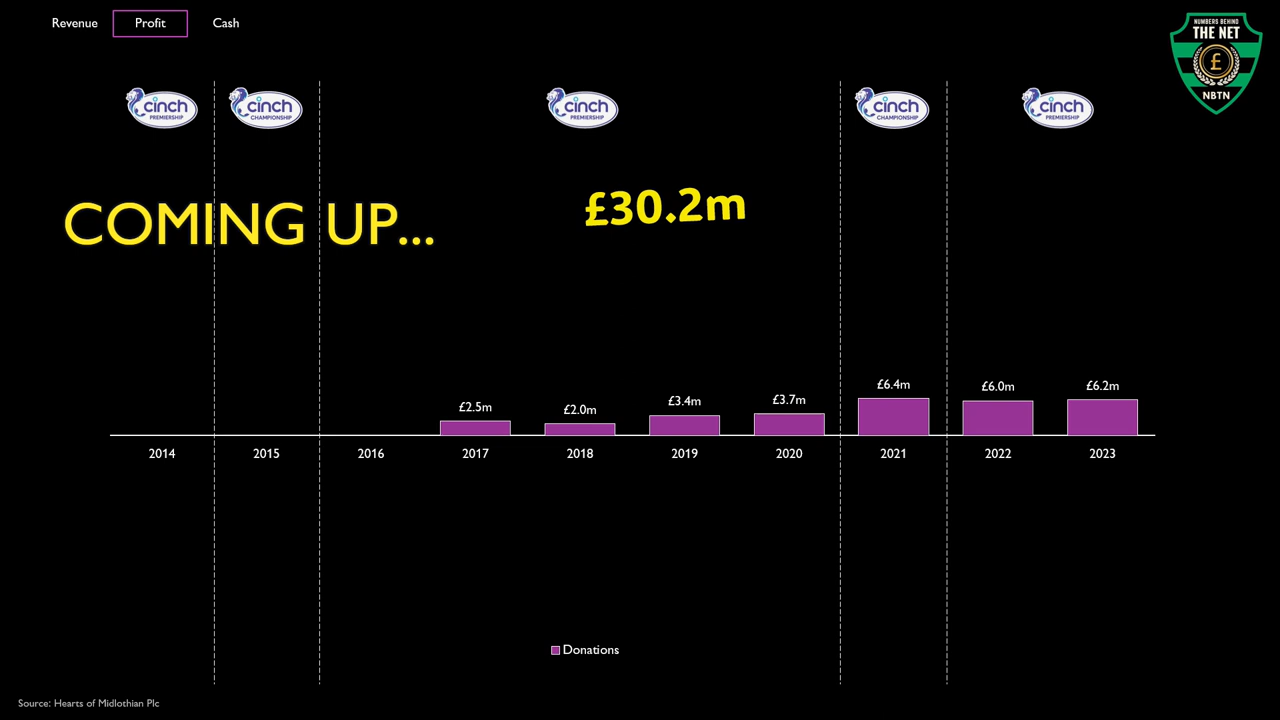 Revenue Profit Cash
NUMBERS BEHIND
THE NET
£
NBTN
cinch
PREMIERSHIP
cinch
CHAMPIONSHIP
cinch
PREMIERSHIP
cinch
CHAMPIONSHIP
cinch
PREMIERSHIP
COMING UP...
£30.2m
£2.5m £2.0m £3.4m £3.7m £6.4m £6.0m £6.2m
2014 2015 2016 2017 2018 2019 2020 2021 2022 2023
Donations
Source: Hearts of Midlothian Plc